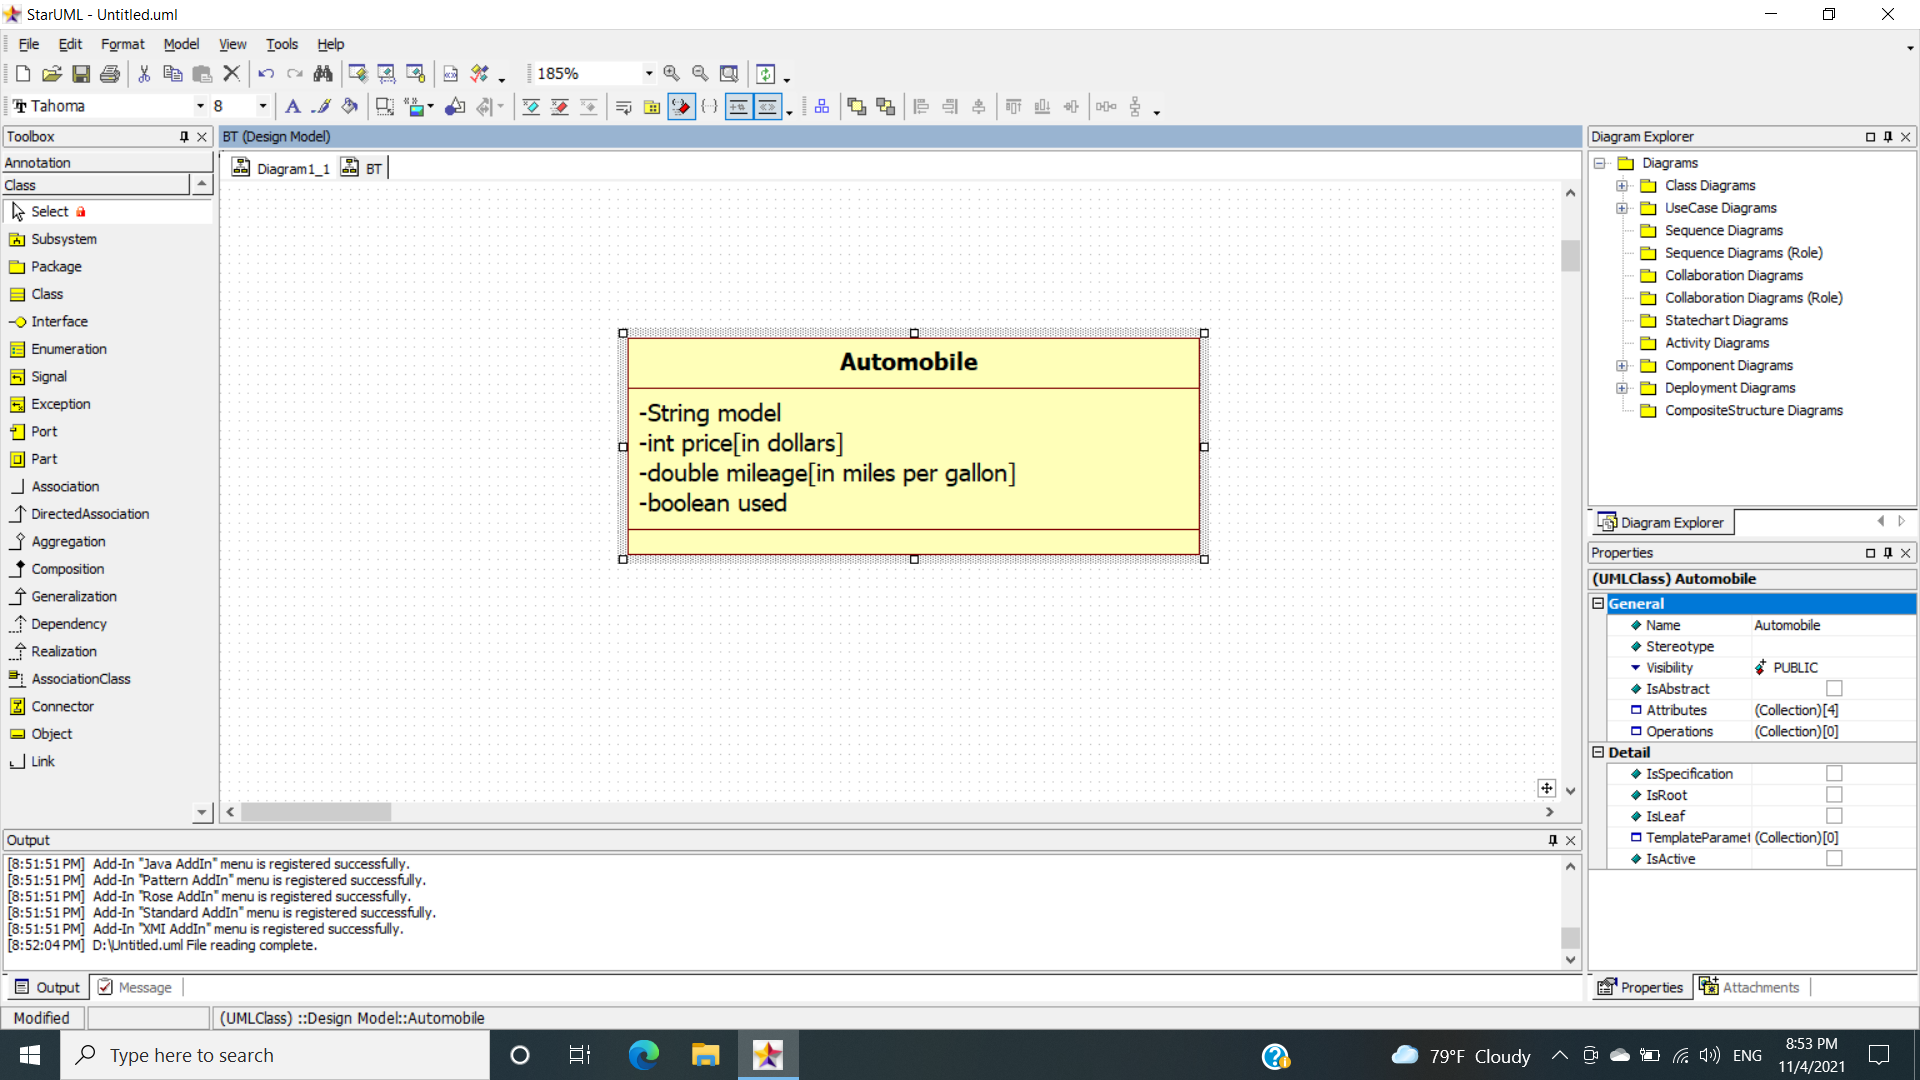 StarUML - Untitled.uml
File Edit Format Model View Tools Help
185%
Tahoma 8
Toolbox
Annotation
Class
Select
Subsystem
Package
Class
Interface
Enumeration
Signal
Exception
Port
Part
Association
DirectedAssociation
Aggregation
Composition
Generalization
Dependency
Realization
AssociationClass
Connector
Object
Link
BT (Design Model)
Diagram1_1 BT
Automobile
-String model
-int price[in dollars]
-double mileage[in miles per gallon]
-boolean used
Diagram Explorer
Diagrams
Class Diagrams
UseCase Diagrams
Sequence Diagrams
Sequence Diagrams (Role)
Collaboration Diagrams
Collaboration Diagrams (Role)
Statechart Diagrams
Activity Diagrams
Component Diagrams
Deployment Diagrams
CompositeStructure Diagrams
Diagram Explorer
Properties
(UMLClass) Automobile
General
Name Automobile
Stereotype
Visibility PUBLIC
IsAbstract
Attributes (Collection)[4]
Operations (Collection)[0]
Detail
IsSpecification
IsRoot
IsLeaf
TemplateParamet (Collection)[0]
IsActive
Properties Attachments
Output
[8:51:51 PM] Add-In "Java AddIn" menu is registered successfully.
[8:51:51 PM] Add-In "Pattern AddIn" menu is registered successfully.
[8:51:51 PM] Add-In "Rose AddIn" menu is registered successfully.
[8:51:51 PM] Add-In "Standard AddIn" menu is registered successfully.
[8:51:51 PM] Add-In "XMI AddIn" menu is registered successfully.
[8:52:04 PM] D:\Untitled.uml File reading complete.
Output Message
Modified (UMLClass) ::Design Model::Automobile
Type here to search
79°F Cloudy
ENG
8:53 PM
11/4/2021